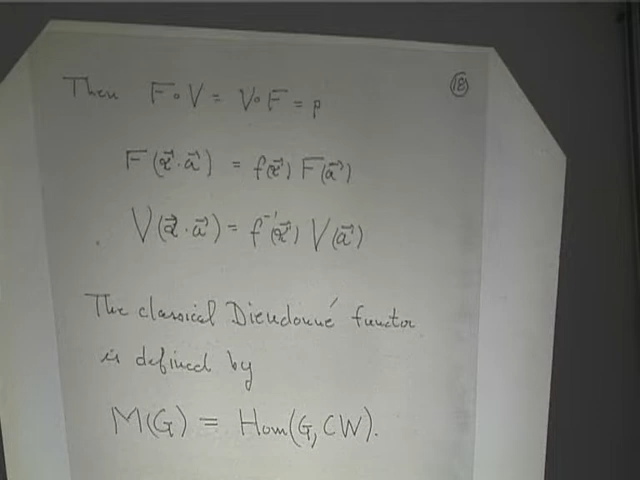 Then F∘V = V∘F = p
⑱
F(x⃗·a⃗) = f(x⃗) F(a⃗)
V(x⃗·a⃗) = f⁻¹(x⃗) V(a⃗)
The classical Dieudonné functor
is defined by
M(G) = Hom(G, CW).